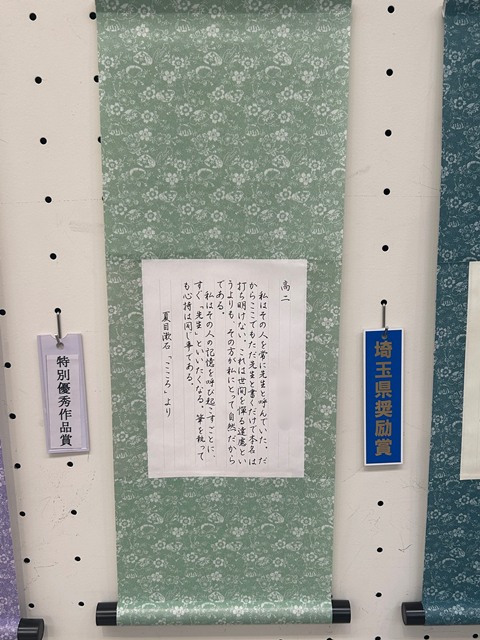 高二
私はその人を常に先生と呼んでいた。だ
からここでもただ先生と書くだけで本名は
打ち明けない。これは世間を憚る遠慮とい
うよりも、その方が私にとって自然だから
である。
私はその人の記憶を呼び起こすごとに、
すぐ「先生」といいたくなる。筆を執って
も心持は同じ事である。
夏目漱石「こころ」より
特別優秀作品賞
埼玉県奨励賞